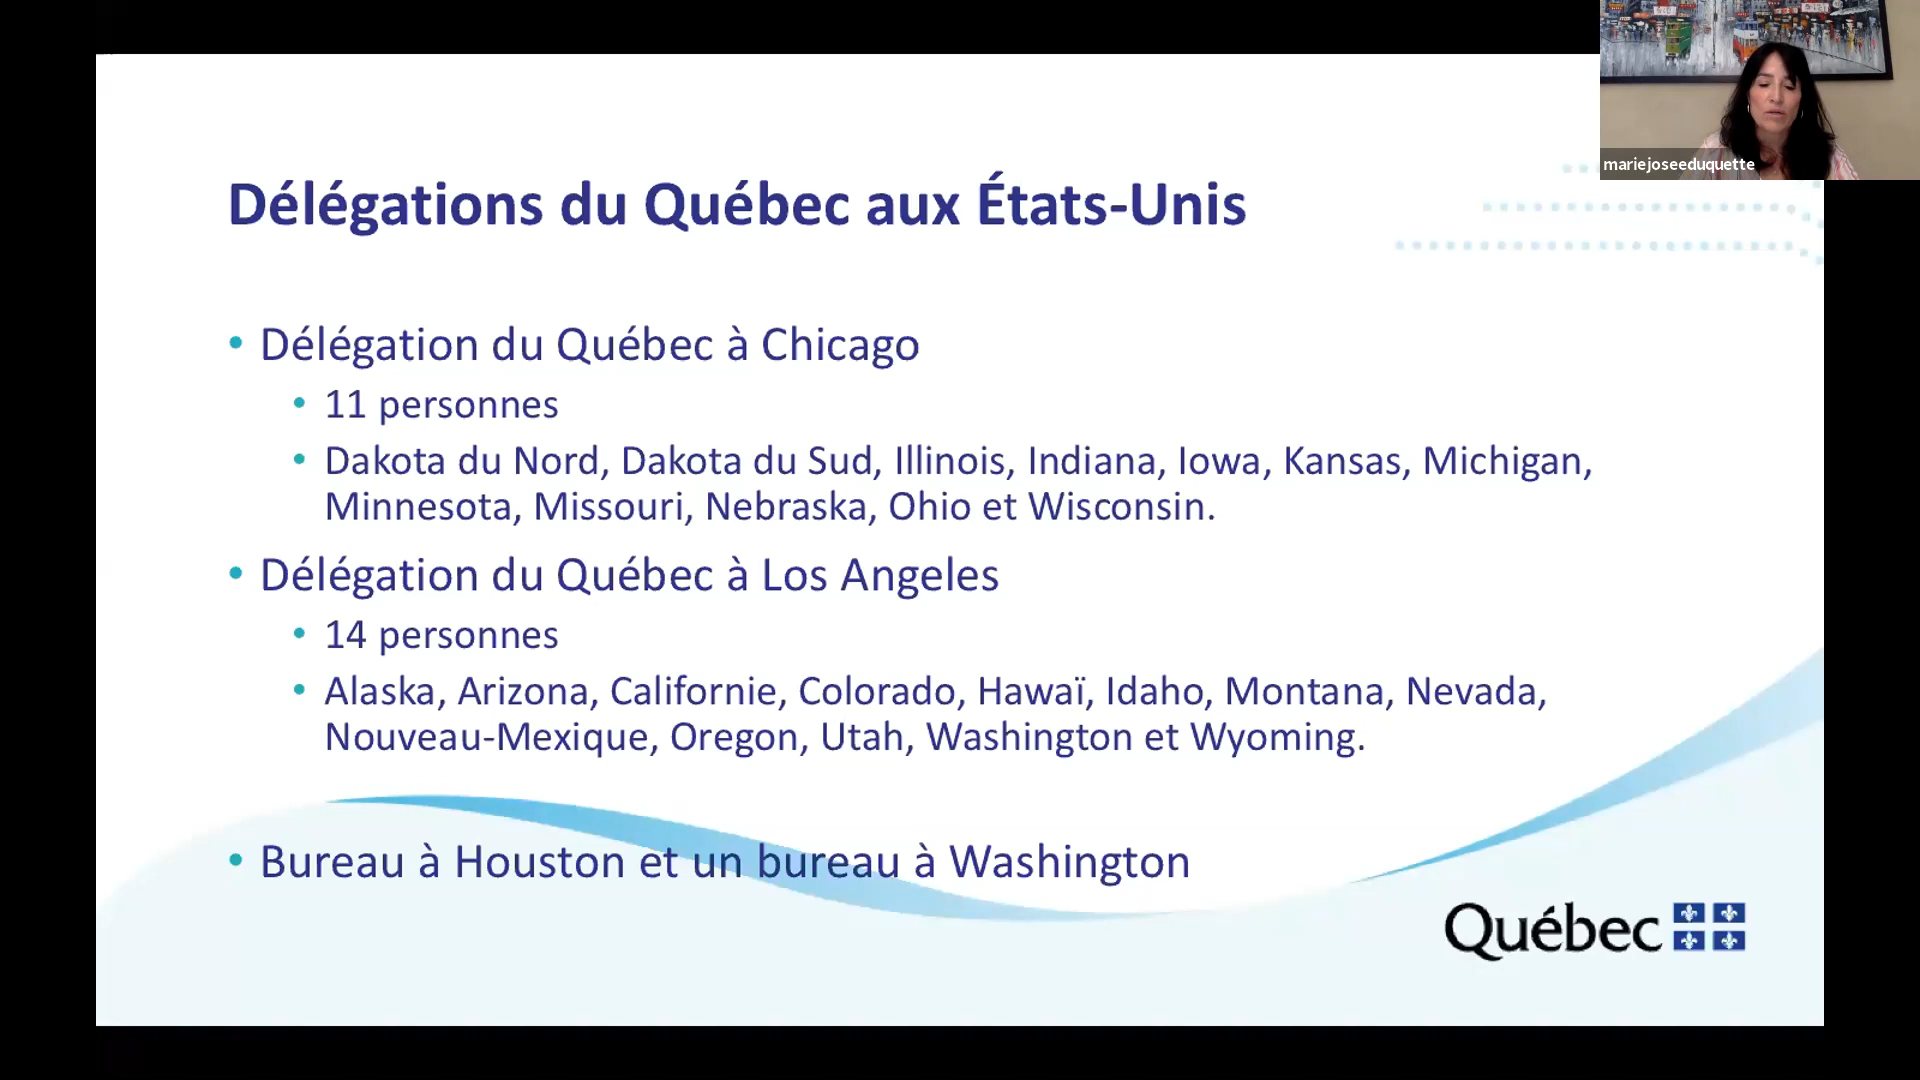 mariejoseeduquette
Délégations du Québec aux États-Unis
• Délégation du Québec à Chicago
• 11 personnes
• Dakota du Nord, Dakota du Sud, Illinois, Indiana, Iowa, Kansas, Michigan,
Minnesota, Missouri, Nebraska, Ohio et Wisconsin.
• Délégation du Québec à Los Angeles
• 14 personnes
• Alaska, Arizona, Californie, Colorado, Hawaï, Idaho, Montana, Nevada,
Nouveau-Mexique, Oregon, Utah, Washington et Wyoming.
• Bureau à Houston et un bureau à Washington
Québec